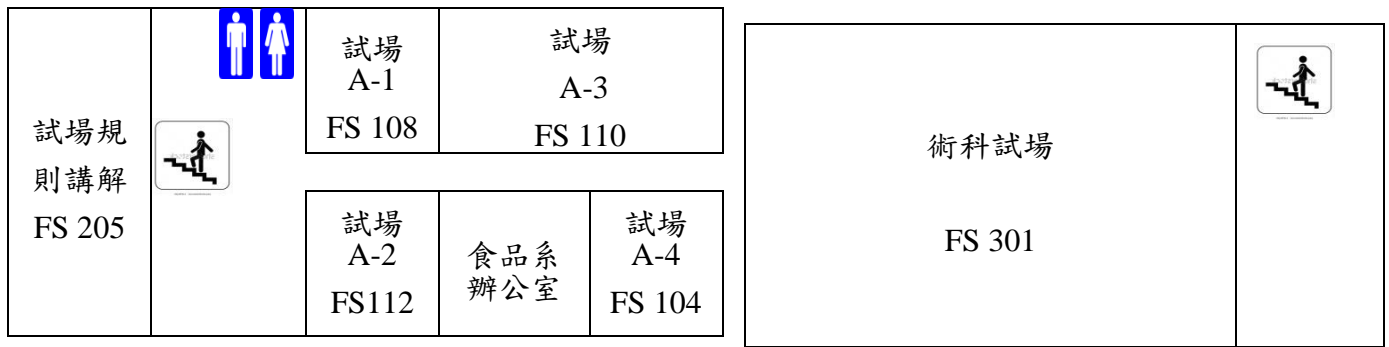 試場規
則講解
FS 205
試場
A-1
FS 108
試場
A-3
FS 110
試場
A-2
FS112
食品系
辦公室
試場
A-4
FS 104
術科試場
FS 301